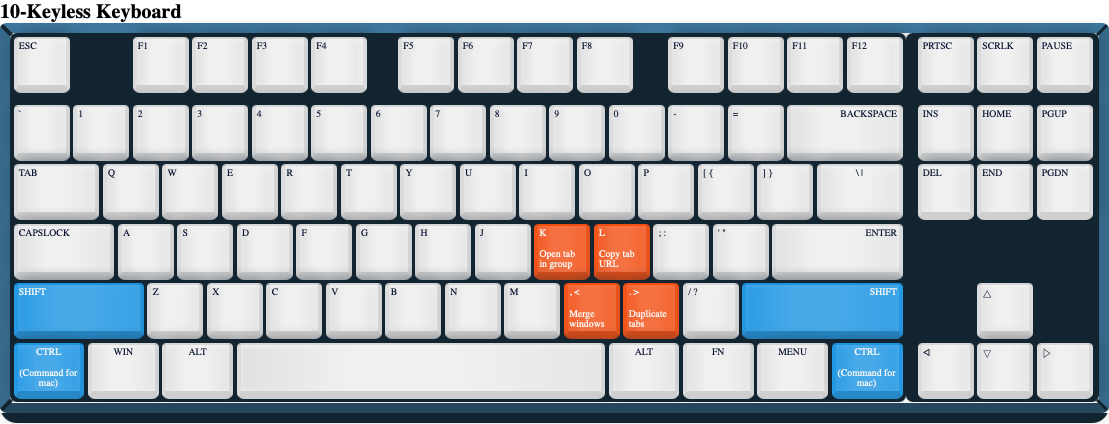 10-Keyless Keyboard
ESC F1 F2 F3 F4 F5 F6 F7 F8 F9 F10 F11 F12 PRTSC SCRLK PAUSE
` 1 2 3 4 5 6 7 8 9 0 - = BACKSPACE INS HOME PGUP
TAB Q W E R T Y U I O P [ { ] } \ | DEL END PGDN
CAPSLOCK A S D F G H J K L ; : ' " ENTER
Open tab Copy tab
in group URL
SHIFT Z X C V B N M , < . > / ? SHIFT △
Merge Duplicate
windows tabs
CTRL WIN ALT ALT FN MENU CTRL ◁ ▽ ▷
(Command for (Command for
mac) mac)